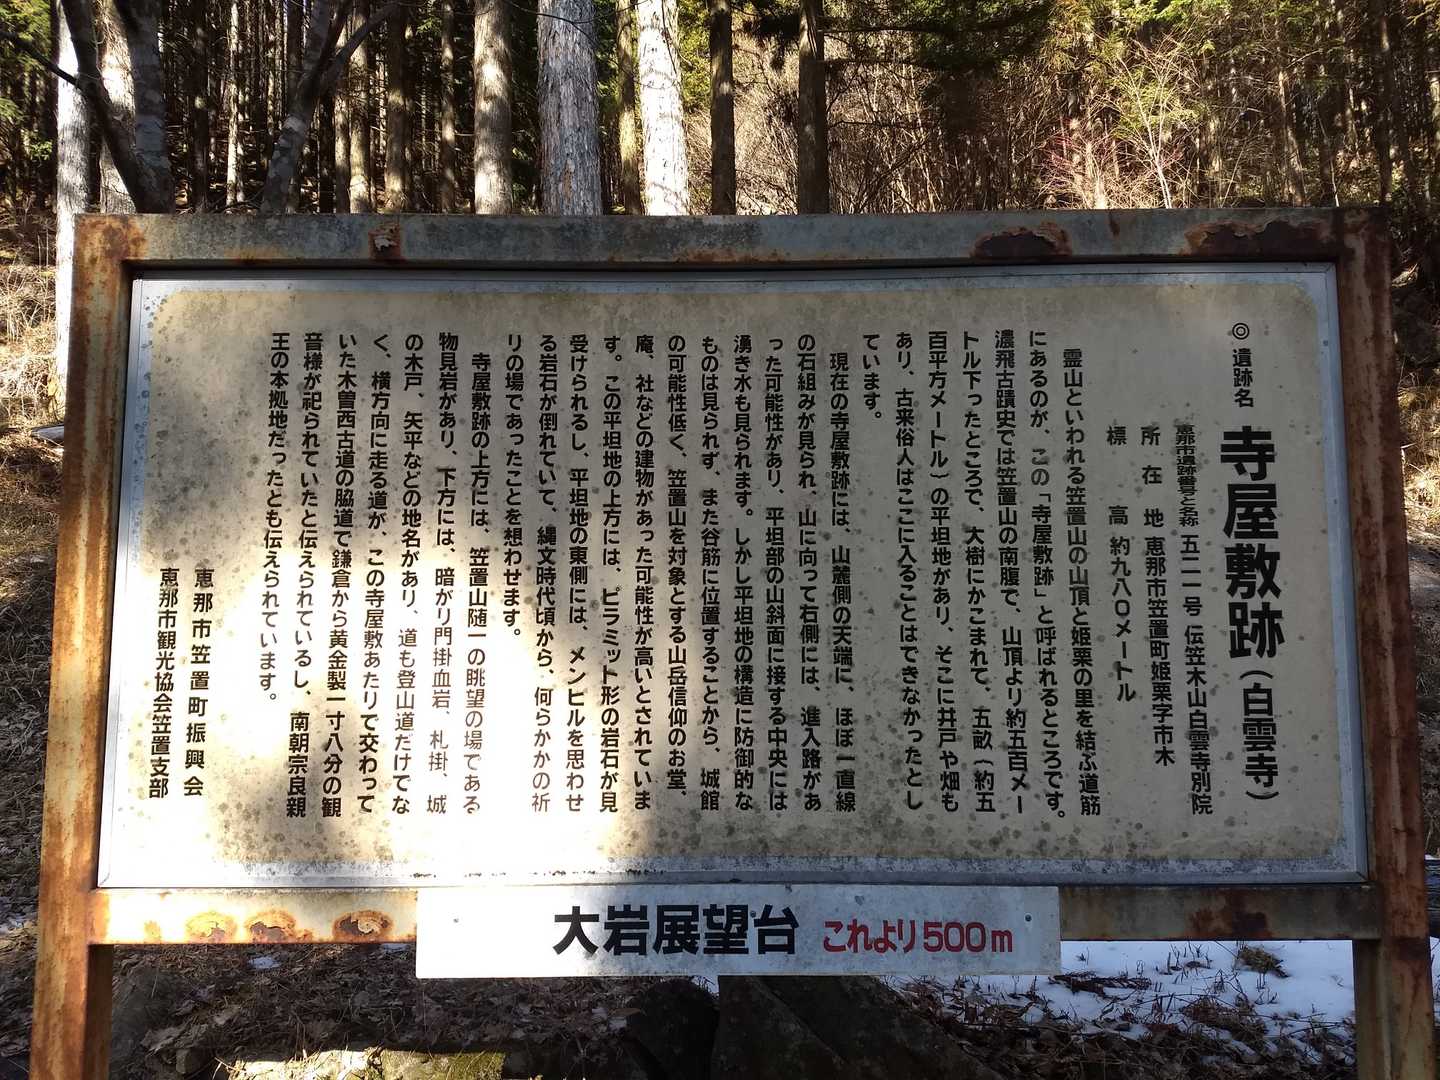 ◎ 遺跡名 寺屋敷跡(白雲寺)
恵那市遺跡番号と名称 五二一号 伝笠木山白雲寺別院
所在地 恵那市笠置町姫栗字市木
標高 約九八〇メートル
霊山といわれる笠置山の山頂と姫栗の里を結ぶ道筋
にあるのが、この「寺屋敷跡」と呼ばれるところです。
濃飛古蹟史では笠置山の南腹で、山頂より約五百メー
トル下ったところで、大樹にかこまれて、五畝(約五
百平方メートル)の平坦地があり、そこに井戸や畑も
あり、古来俗人はここに入ることはできなかったとし
ています。
現在の寺屋敷跡には、山麓側の天端に、ほぼ一直線
の石組みが見られ、山に向って右側には、進入路があ
った可能性があり、平坦部の山斜面に接する中央には
湧き水も見られます。しかし平坦地の構造に防御的な
ものは見られず、また谷筋に位置することから、城館
の可能性低く、笠置山を対象とする山岳信仰のお堂、
庵、社などの建物があった可能性が高いとされていま
す。この平坦地の上方には、ピラミット形の岩石が見
受けられるし、平坦地の東側には、メンヒルを思わせ
る岩石が倒れていて、縄文時代頃から、何らかかの祈
りの場であったことを想わせます。
寺屋敷跡の上方には、笠置山随一の眺望の場である
物見岩があり、下方には、暗がり門掛血岩、札掛、城
の木戸、矢平などの地名があり、道も登山道だけでな
く、横方向に走る道が、この寺屋敷あたりで交わって
いた木曽西古道の脇道で鎌倉から黄金製一寸八分の観
音様が祀られていたと伝えられているし、南朝宗良親
王の本拠地だったとも伝えられています。
恵那市笠置町振興会
恵那市観光協会笠置支部
大岩展望台 これより500m